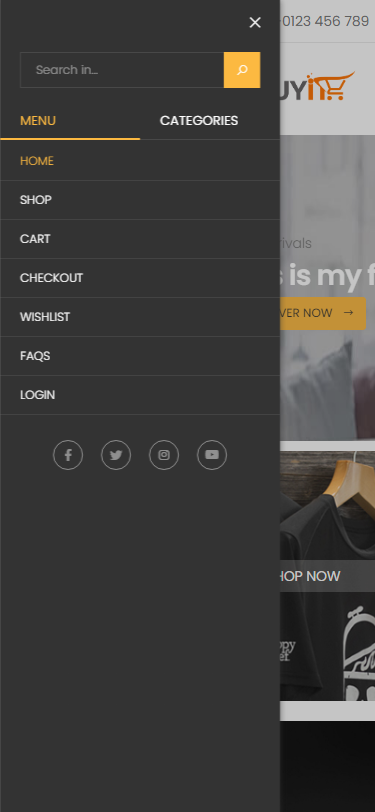 -0123 456 789
Search in...
MENU CATEGORIES
HOME
SHOP
CART
CHECKOUT
WISHLIST
FAQS
LOGIN
UYin
rivals
s is my f
VER NOW →
HOP NOW